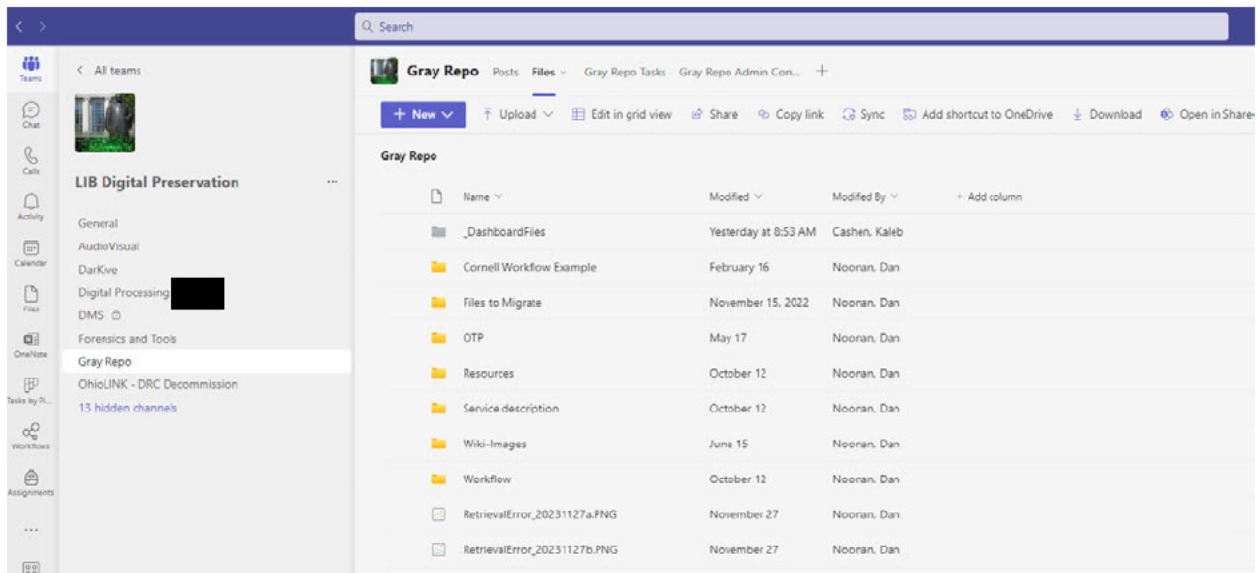 Search
Teams
Chat
Calls
Activity
Calendar
Files
OneNote
Tasks by Pl...
Workflows
Assignments
All teams
LIB Digital Preservation ...
General
AudioVisual
DarKive
Digital Processing
DMS
Forensics and Tools
Gray Repo
OhioLINK - DRC Decommission
13 hidden channels
Gray Repo Posts Files Gray Repo Tasks Gray Repo Admin Con... +
+ New Upload Edit in grid view Share Copy link Sync Add shortcut to OneDrive Download Open in Share
Gray Repo
Name Modified Modified By + Add column
_DashboardFiles Yesterday at 8:53 AM Cashen, Kaleb
Cornell Workflow Example February 16 Noonan, Dan
Files to Migrate November 15, 2022 Noonan, Dan
OTP May 17 Noonan, Dan
Resources October 12 Noonan, Dan
Service description October 12 Noonan, Dan
Wiki-Images June 15 Noonan, Dan
Workflow October 12 Noonan, Dan
RetrievalError_20231127a.PNG November 27 Noonan, Dan
RetrievalError_20231127b.PNG November 27 Noonan, Dan